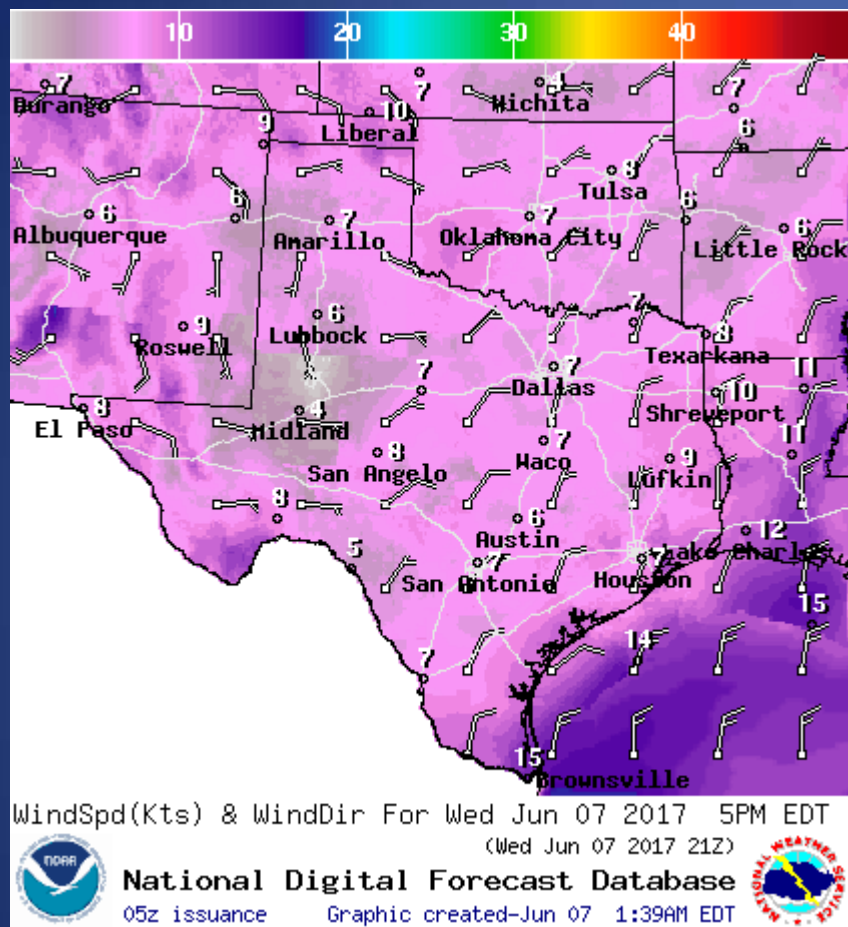 10 20 30 40
7 7 4 7
Durango Wichita
10
Liberal
9 6
8
Tulsa
6 6 7 6 6
Albuquerque Amarillo Oklahoma City Little Rock
9 6 7
Roswell Lubbock Texarkana 8
7 7 11
Dallas
8 4 10
El Paso Midland Shreveport
8 7 9 11
San Angelo Waco Lufkin
8 6 12
Austin Lake Charles
5 7 7
San Antonio Houston
15
7 14
15
Brownsville
WindSpd(Kts) & WindDir For Wed Jun 07 2017 5PM EDT
(Wed Jun 07 2017 21Z)
NOAA
National Digital Forecast Database
05z issuance Graphic created-Jun 07 1:39AM EDT
NATIONAL WEATHER SERVICE